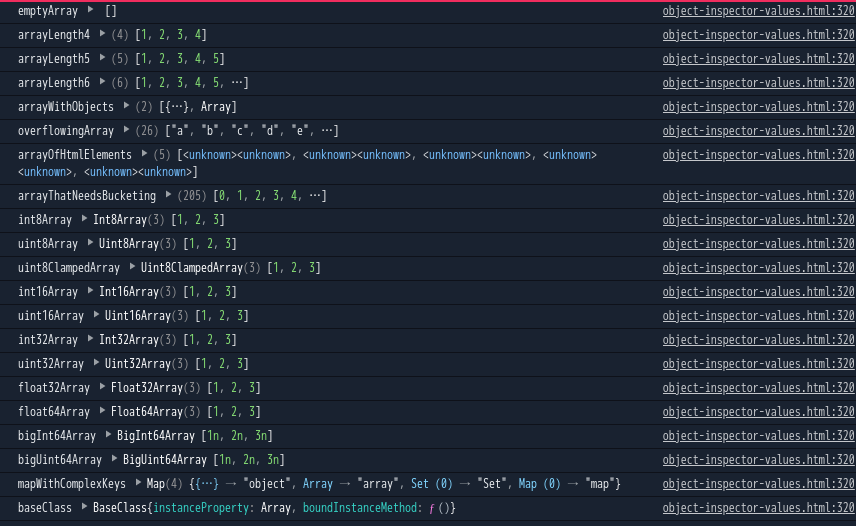 emptyArray ▶ [] object-inspector-values.html:320
arrayLength4 ▶ (4) [1, 2, 3, 4] object-inspector-values.html:320
arrayLength5 ▶ (5) [1, 2, 3, 4, 5] object-inspector-values.html:320
arrayLength6 ▶ (6) [1, 2, 3, 4, 5, …] object-inspector-values.html:320
arrayWithObjects ▶ (2) [{…}, Array] object-inspector-values.html:320
overflowingArray ▶ (26) ["a", "b", "c", "d", "e", …] object-inspector-values.html:320
arrayOfHtmlElements ▶ (5) [<unknown><unknown>, <unknown><unknown>, <unknown><unknown>, <unknown> object-inspector-values.html:320
<unknown>, <unknown><unknown>]
arrayThatNeedsBucketing ▶ (205) [0, 1, 2, 3, 4, …] object-inspector-values.html:320
int8Array ▶ Int8Array(3) [1, 2, 3] object-inspector-values.html:320
uint8Array ▶ Uint8Array(3) [1, 2, 3] object-inspector-values.html:320
uint8ClampedArray ▶ Uint8ClampedArray(3) [1, 2, 3] object-inspector-values.html:320
int16Array ▶ Int16Array(3) [1, 2, 3] object-inspector-values.html:320
uint16Array ▶ Uint16Array(3) [1, 2, 3] object-inspector-values.html:320
int32Array ▶ Int32Array(3) [1, 2, 3] object-inspector-values.html:320
uint32Array ▶ Uint32Array(3) [1, 2, 3] object-inspector-values.html:320
float32Array ▶ Float32Array(3) [1, 2, 3] object-inspector-values.html:320
float64Array ▶ Float64Array(3) [1, 2, 3] object-inspector-values.html:320
bigInt64Array ▶ BigInt64Array [1n, 2n, 3n] object-inspector-values.html:320
bigUint64Array ▶ BigUint64Array [1n, 2n, 3n] object-inspector-values.html:320
mapWithComplexKeys ▶ Map(4) {{…} → "object", Array → "array", Set (0) → "Set", Map (0) → "map"} object-inspector-values.html:320
baseClass ▶ BaseClass{instanceProperty: Array, boundInstanceMethod: ƒ ()} object-inspector-values.html:320